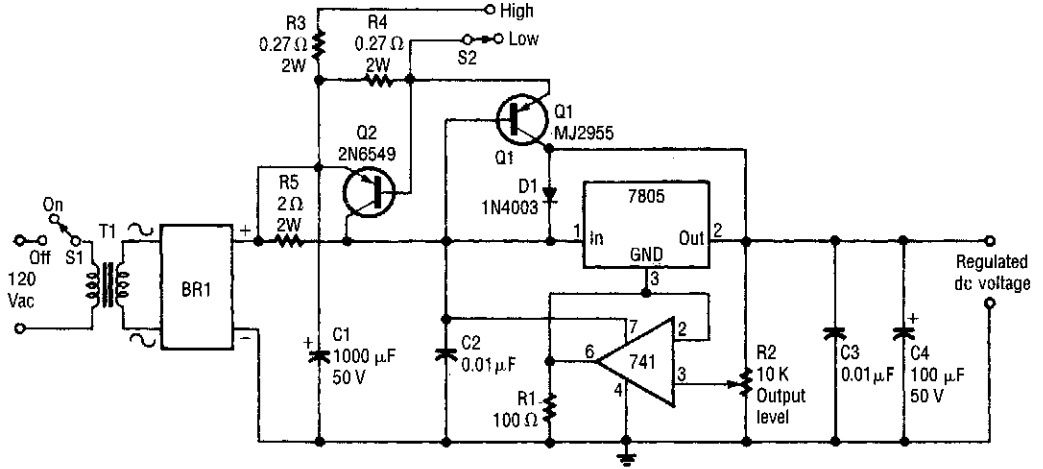 High
R3
0.27 Ω
2W
R4
0.27 Ω
2W
Low
S2
Q1
MJ2955
Q1
Q2
2N6549
R5
2 Ω
2W
D1
1N4003
7805
1
In
Out
2
GND
3
On
Off
S1
T1
120
Vac
BR1
+
−
+
C1
1000 µF
50 V
C2
0.01 µF
7
6
741
2
3
4
R1
100 Ω
R2
10 K
Output
level
C3
0.01 µF
+
C4
100 µF
50 V
Regulated
dc voltage